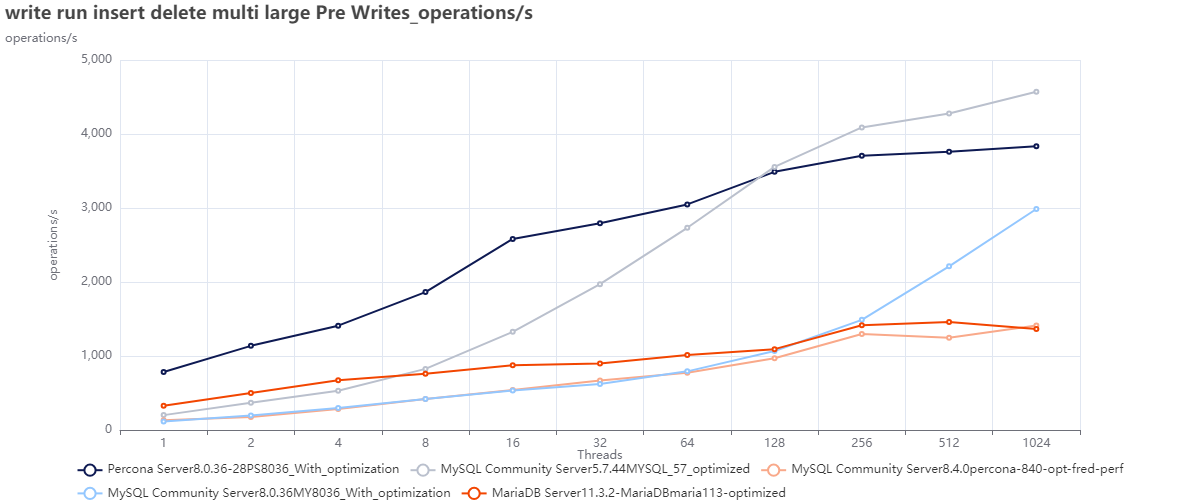 write run insert delete multi large Pre Writes_operations/s
operations/s
5,000
4,000
3,000
2,000
1,000
0
operations/s
1 2 4 8 16 32 64 128 256 512 1024
Threads
Percona Server8.0.36-28PS8036_With_optimization MySQL Community Server5.7.44MYSQL_57_optimized MySQL Community Server8.4.0percona-840-opt-fred-perf
MySQL Community Server8.0.36MY8036_With_optimization MariaDB Server11.3.2-MariaDBmaria113-optimized